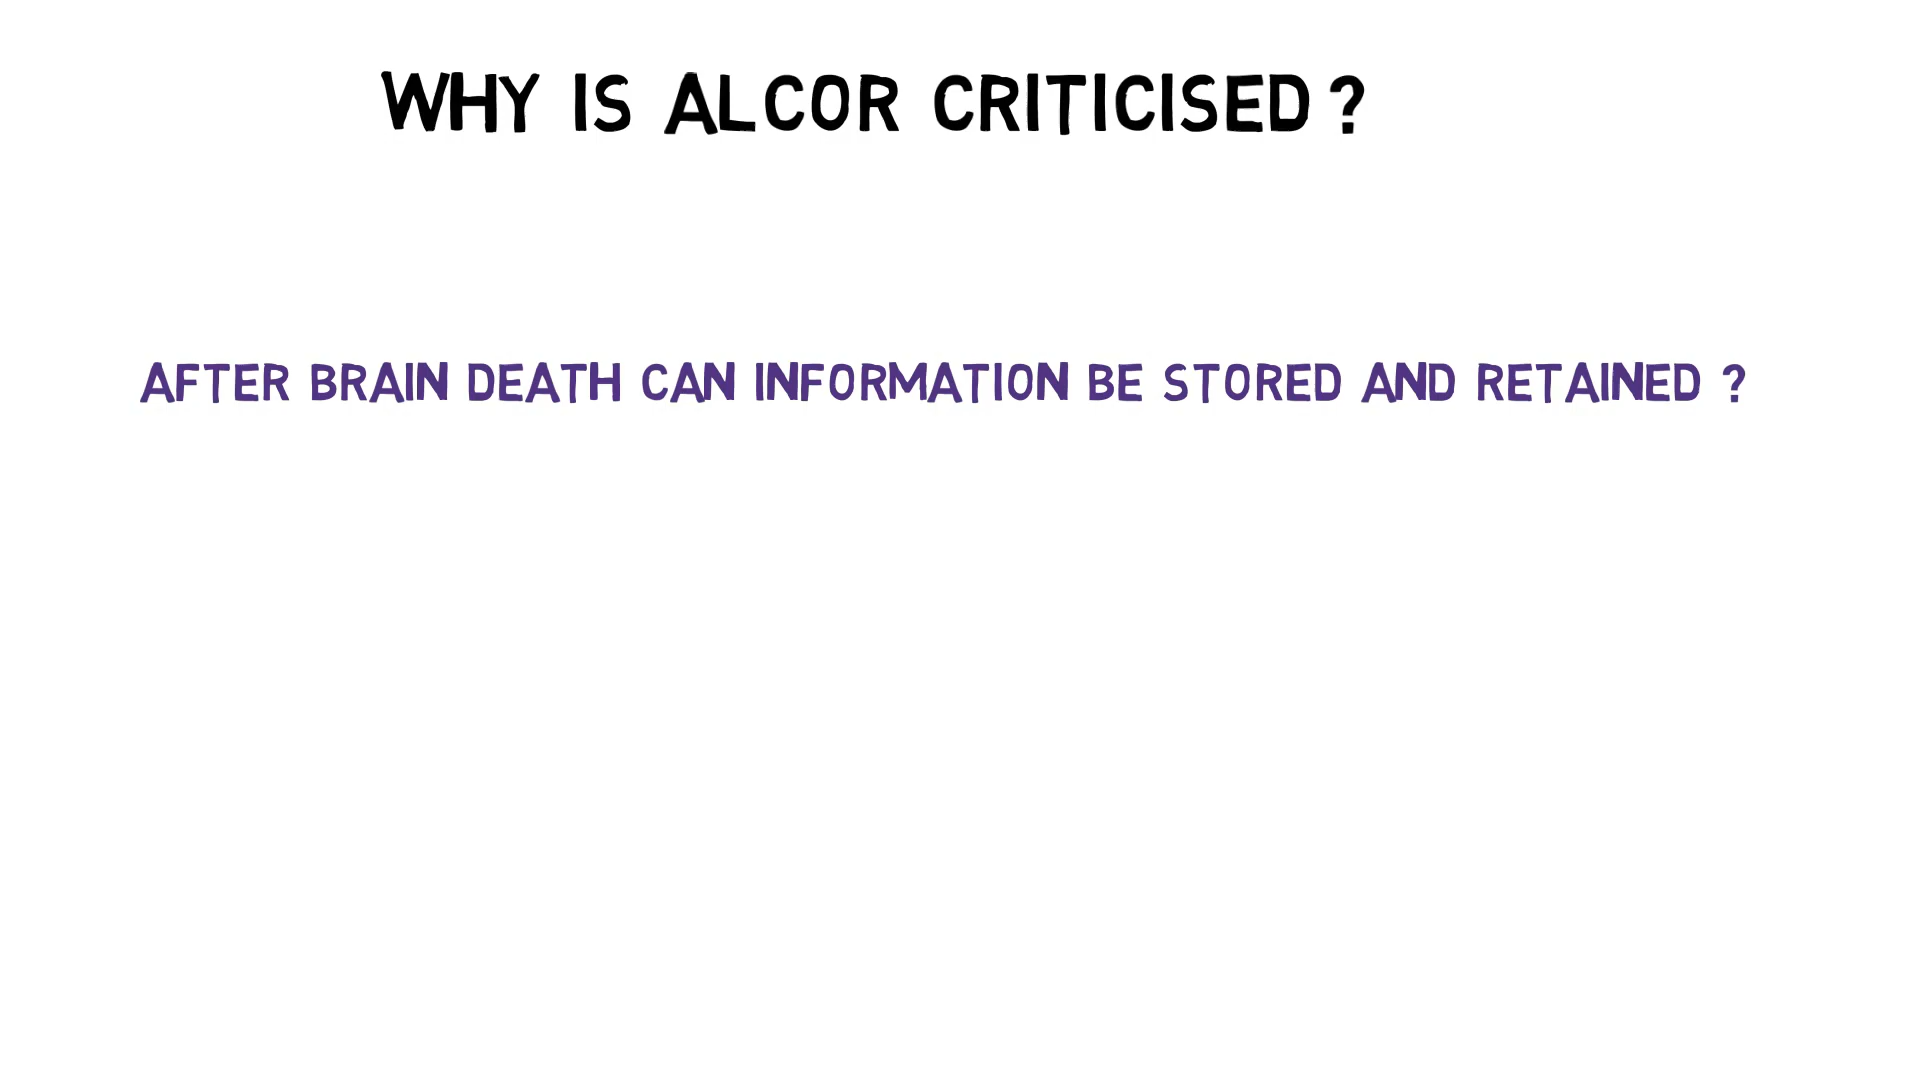 WHY IS ALCOR CRITICISED ?
AFTER BRAIN DEATH CAN INFORMATION BE STORED AND RETAINED ?